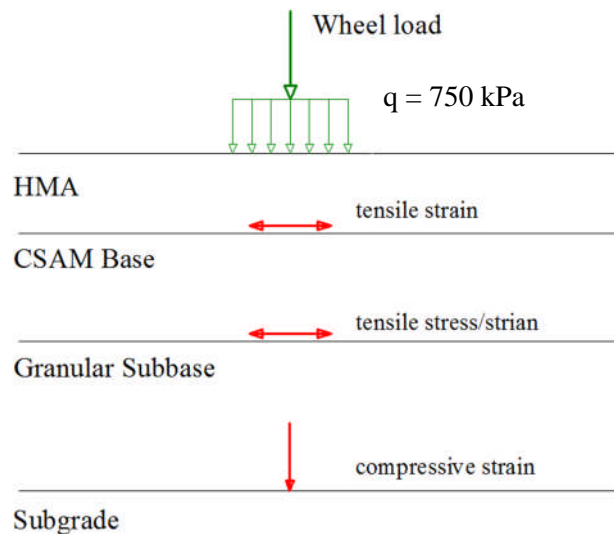 Wheel load
q = 750 kPa
HMA
tensile strain
CSAM Base
tensile stress/strian
Granular Subbase
compressive strain
Subgrade